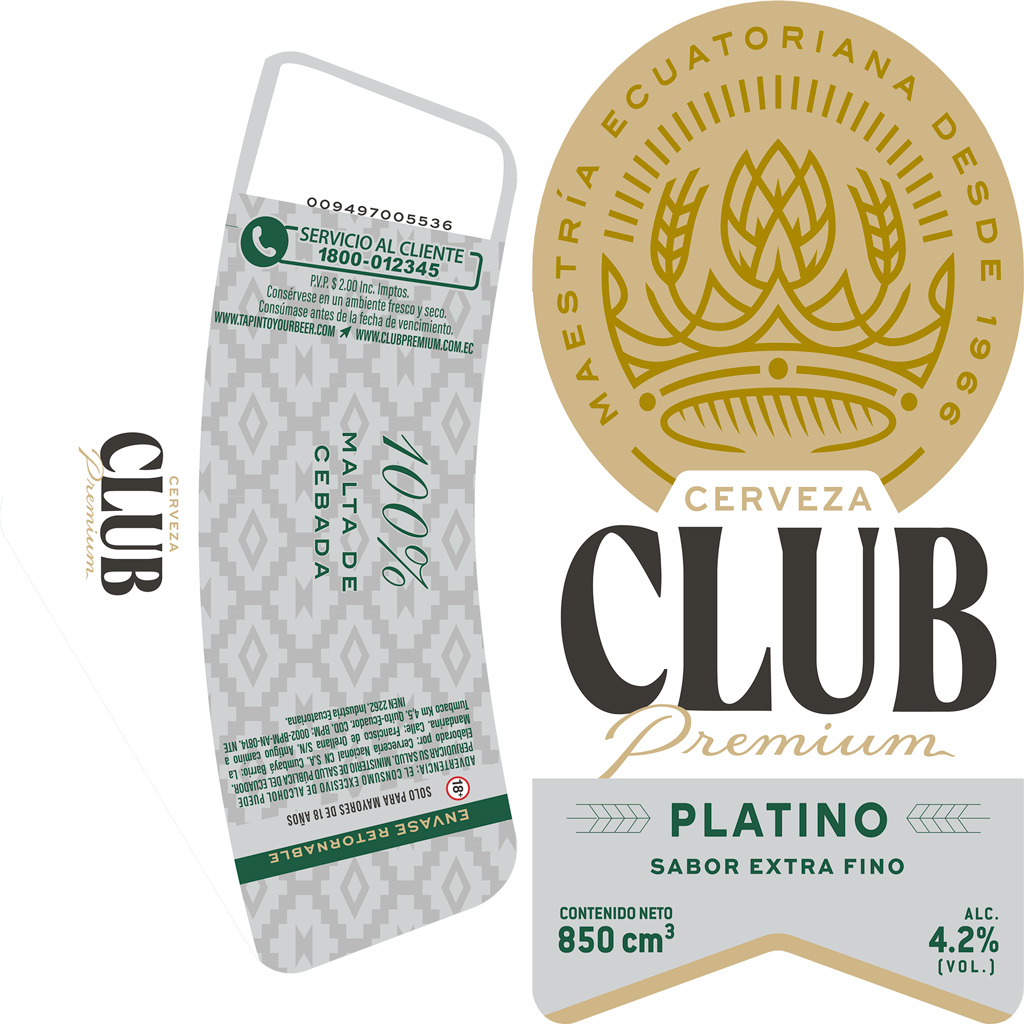 CERVEZA
CLUB
Premium
009497005536
SERVICIO AL CLIENTE
1800-012345
P.V.P. $ 2.00 Inc. Imptos.
Consérvese en un ambiente fresco y seco.
Consúmase antes de la fecha de vencimiento.
WWW.TAPINTOYOURBEER.COM WWW.CLUBPREMIUM.COM.EC
100%
MALTA DE
CEBADA
ENVASE RETORNABLE
18+
SOLO PARA MAYORES DE 18 AÑOS
ADVERTENCIA: EL CONSUMO EXCESIVO DE ALCOHOL PUEDE
PERJUDICAR SU SALUD. MINISTERIO DE SALUD PÚBLICA DEL ECUADOR.
Elaborado por: Cervecería Nacional CN S.A. Cumbayá Barrio: La
Mandarina. Calle: Francisco de Orellana S/N. Antiguo camino a
Tumbaco Km 4,5. Quito-Ecuador. COD. BPM: 0002-BPM-AN-0814. NTE
INEN 2262. Industria Ecuatoriana.
MAESTRÍA ECUATORIANA DESDE 1966
CERVEZA
CLUB
Premium
PLATINO
SABOR EXTRA FINO
CONTENIDO NETO
850 cm³
ALC.
4.2%
(VOL.)